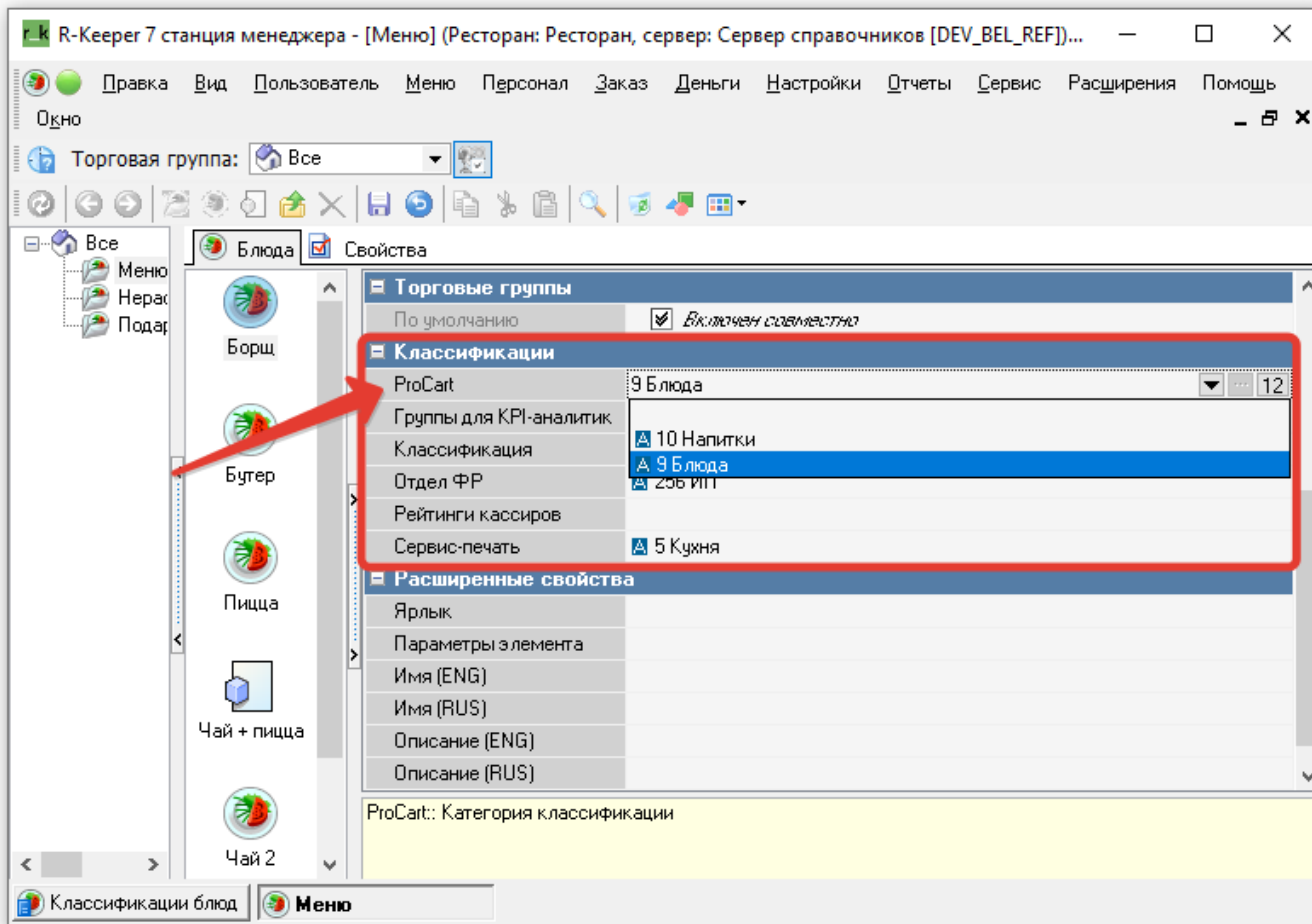 r_k R-Keeper 7 станция менеджера - [Меню] (Ресторан: Ресторан, сервер: Сервер справочников [DEV_BEL_REF])...
Правка Вид Пользователь Меню Персонал Заказ Деньги Настройки Отчеты Сервис Расширения Помощь
Окно
Торговая группа: Все
Все
Меню
Нерас
Подар
Блюда Свойства
Борщ
Бутер
Пицца
Чай + пицца
Чай 2
Торговые группы
По умолчанию Включен совместно
Классификации
ProCart 9 Блюда 12
Группы для KPI-аналитик
10 Напитки
Классификация
9 Блюда
Отдел ФР 256 ИП
Рейтинги кассиров
Сервис-печать 5 Кухня
Расширенные свойства
Ярлык
Параметры элемента
Имя (ENG)
Имя (RUS)
Описание (ENG)
Описание (RUS)
ProCart:: Категория классификации
Классификации блюд Меню